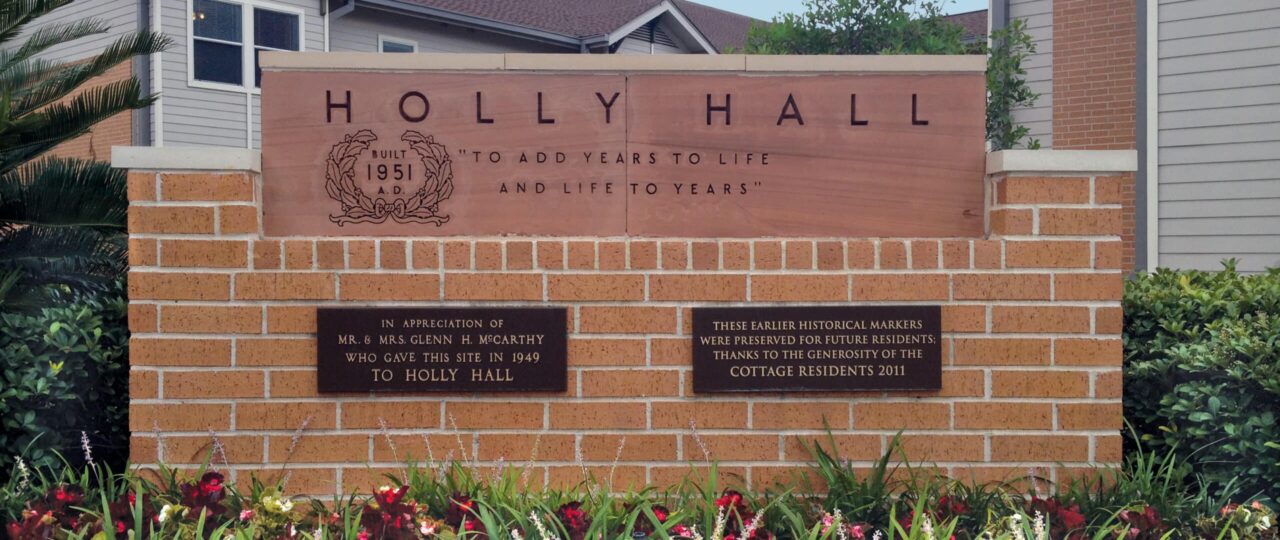 HOLLY HALL
BUILT
1951
A.D.
"TO ADD YEARS TO LIFE
AND LIFE TO YEARS"
IN APPRECIATION OF
MR. & MRS. GLENN H. McCARTHY
WHO GAVE THIS SITE IN 1949
TO HOLLY HALL
THESE EARLIER HISTORICAL MARKERS
WERE PRESERVED FOR FUTURE RESIDENTS;
THANKS TO THE GENEROSITY OF THE
COTTAGE RESIDENTS 2011